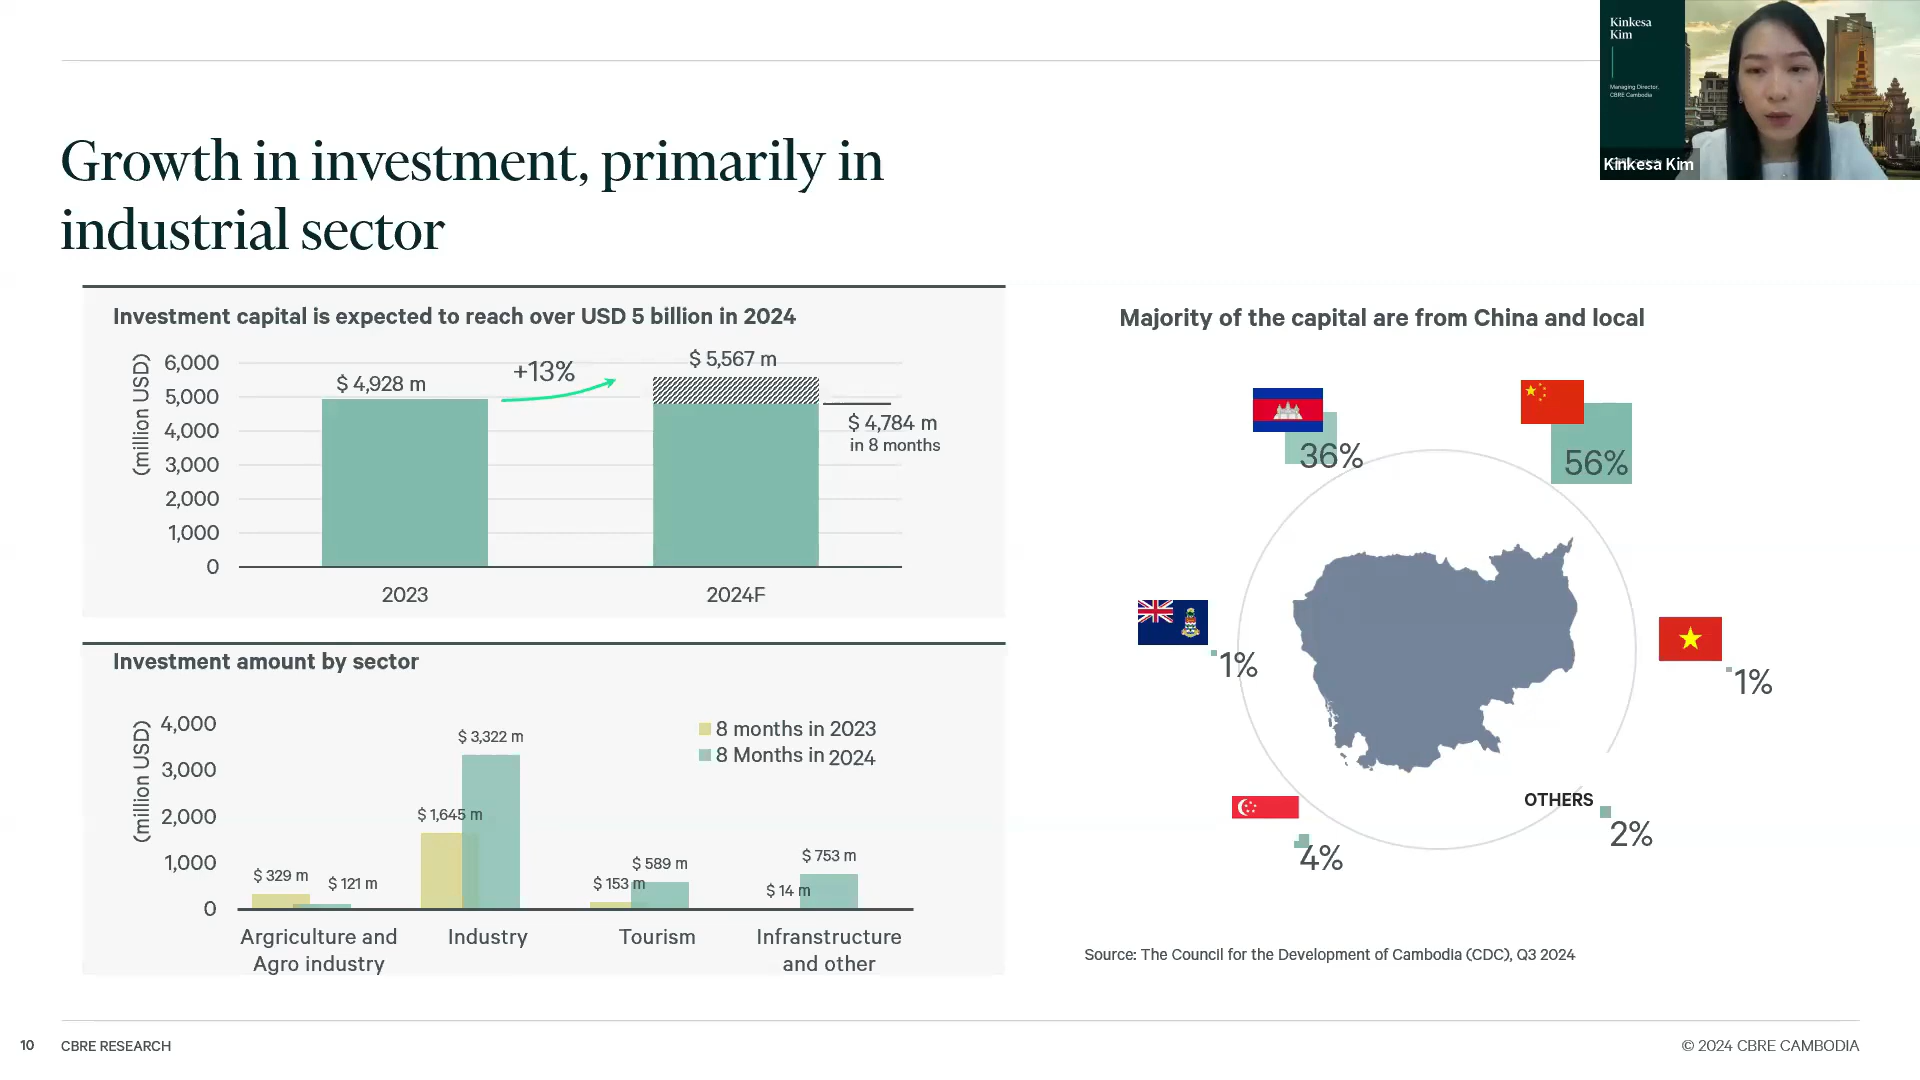 Kinkesa
Kim
Managing Director,
CBRE Cambodia
Kinkesa Kim
Growth in investment, primarily in
industrial sector
Investment capital is expected to reach over USD 5 billion in 2024
(million USD)
6,000
5,000
4,000
3,000
2,000
1,000
0
$ 4,928 m
+13%
$ 5,567 m
$ 4,784 m
in 8 months
2023
2024F
Investment amount by sector
(million USD)
4,000
3,000
2,000
1,000
0
8 months in 2023
8 Months in 2024
$ 329 m
$ 121 m
$ 1,645 m
$ 3,322 m
$ 153 m
$ 589 m
$ 14 m
$ 753 m
Argriculture and
Agro industry
Industry
Tourism
Infranstructure
and other
Majority of the capital are from China and local
36%
56%
1%
1%
4%
OTHERS
2%
Source: The Council for the Development of Cambodia (CDC), Q3 2024
10
CBRE RESEARCH
© 2024 CBRE CAMBODIA